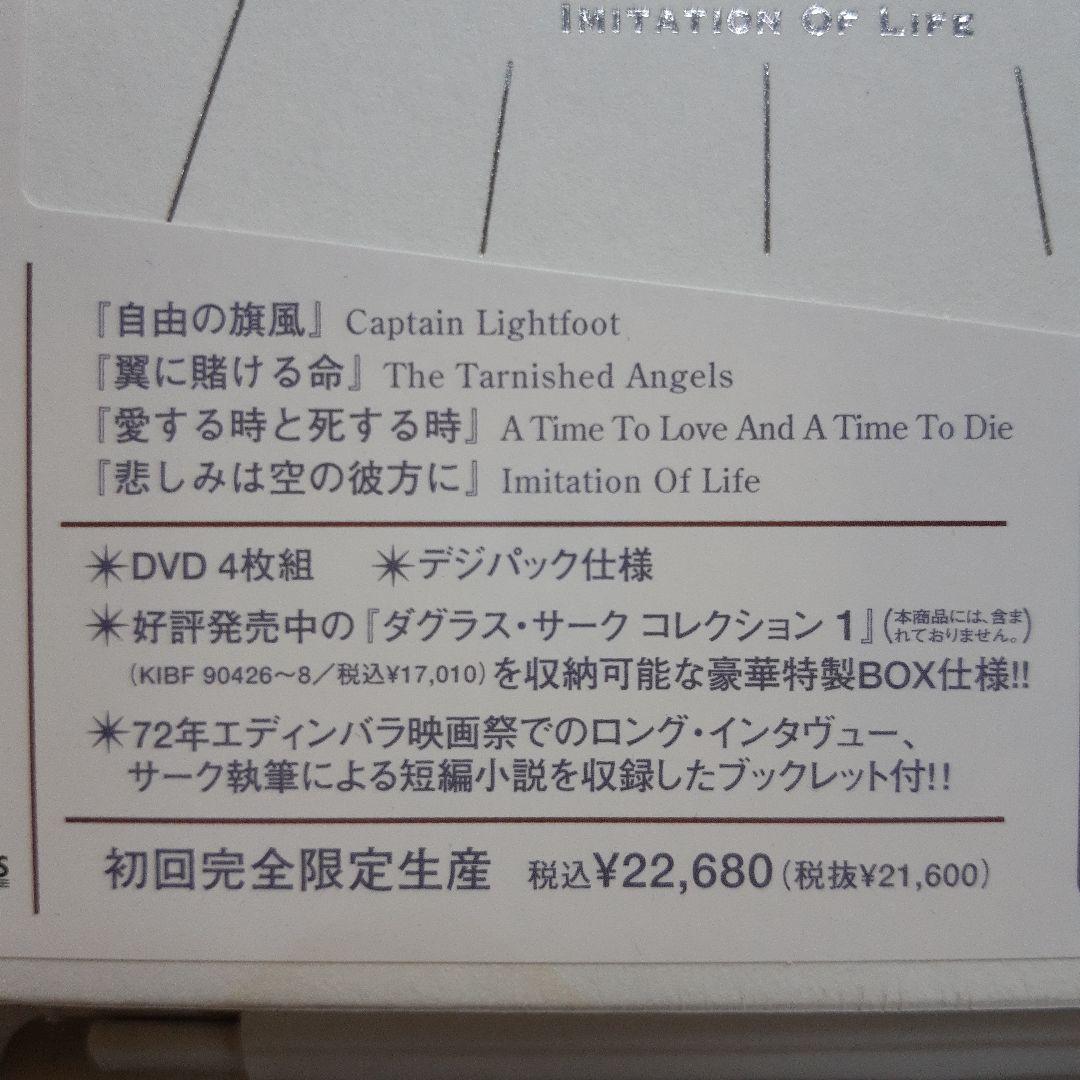 IMITATION OF LIFE
『自由の旗風』 Captain Lightfoot
『翼に賭ける命』 The Tarnished Angels
『愛する時と死する時』 A Time To Love And A Time To Die
『悲しみは空の彼方に』 Imitation Of Life
✴DVD 4枚組 ✴デジパック仕様
✴好評発売中の『ダグラス・サーク コレクション 1』(本商品には、含まれておりません。)
(KIBF 90426〜8／税込¥17,010)を収納可能な豪華特製BOX仕様!!
✴72年エディンバラ映画祭でのロング・インタヴュー、
サーク執筆による短編小説を収録したブックレット付!!
初回完全限定生産 税込¥22,680(税抜¥21,600)